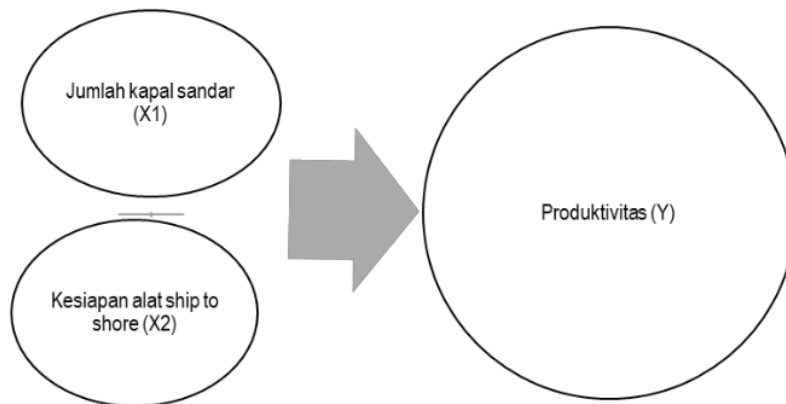 Jumlah kapal sandar
(X1)
Kesiapan alat ship to
shore (X2)
Produktivitas (Y)